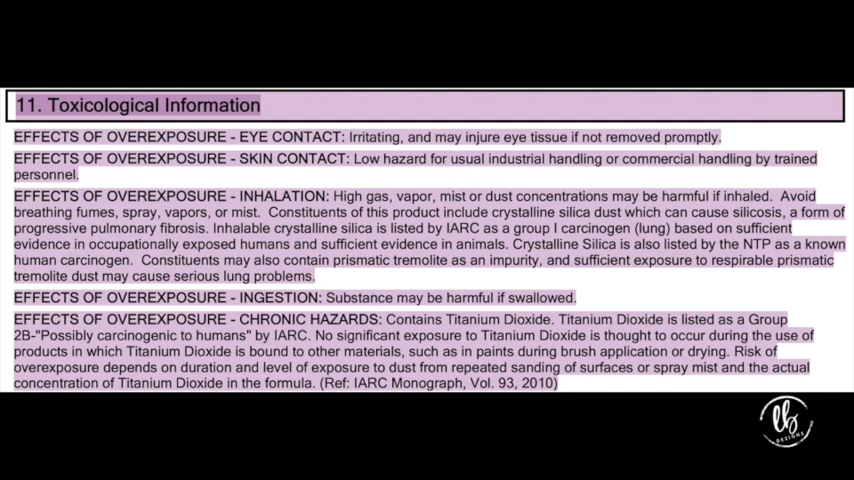 11. Toxicological Information
EFFECTS OF OVEREXPOSURE - EYE CONTACT: Irritating, and may injure eye tissue if not removed promptly.
EFFECTS OF OVEREXPOSURE - SKIN CONTACT: Low hazard for usual industrial handling or commercial handling by trained
personnel.
EFFECTS OF OVEREXPOSURE - INHALATION: High gas, vapor, mist or dust concentrations may be harmful if inhaled. Avoid
breathing fumes, spray, vapors, or mist. Constituents of this product include crystalline silica dust which can cause silicosis, a form of
progressive pulmonary fibrosis. Inhalable crystalline silica is listed by IARC as a group I carcinogen (lung) based on sufficient
evidence in occupationally exposed humans and sufficient evidence in animals. Crystalline Silica is also listed by the NTP as a known
human carcinogen. Constituents may also contain prismatic tremolite as an impurity, and sufficient exposure to respirable prismatic
tremolite dust may cause serious lung problems.
EFFECTS OF OVEREXPOSURE - INGESTION: Substance may be harmful if swallowed.
EFFECTS OF OVEREXPOSURE - CHRONIC HAZARDS: Contains Titanium Dioxide. Titanium Dioxide is listed as a Group
2B-"Possibly carcinogenic to humans" by IARC. No significant exposure to Titanium Dioxide is thought to occur during the use of
products in which Titanium Dioxide is bound to other materials, such as in paints during brush application or drying. Risk of
overexposure depends on duration and level of exposure to dust from repeated sanding of surfaces or spray mist and the actual
concentration of Titanium Dioxide in the formula. (Ref: IARC Monograph, Vol. 93, 2010)
lb
DESIGNS